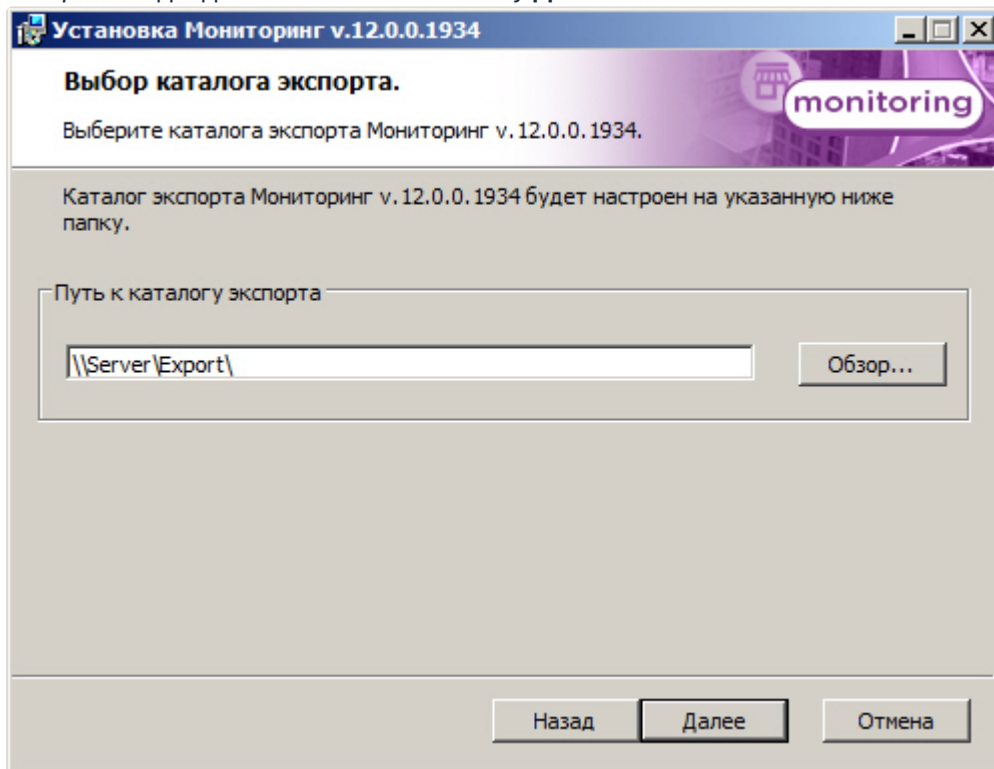 Установка Мониторинг v.12.0.0.1934
Выбор каталога экспорта.
monitoring
Выберите каталога экспорта Мониторинг v.12.0.0.1934.
Каталог экспорта Мониторинг v.12.0.0.1934 будет настроен на указанную ниже
папку.
Путь к каталогу экспорта
\\Server\Export\
Обзор...
Назад
Далее
Отмена